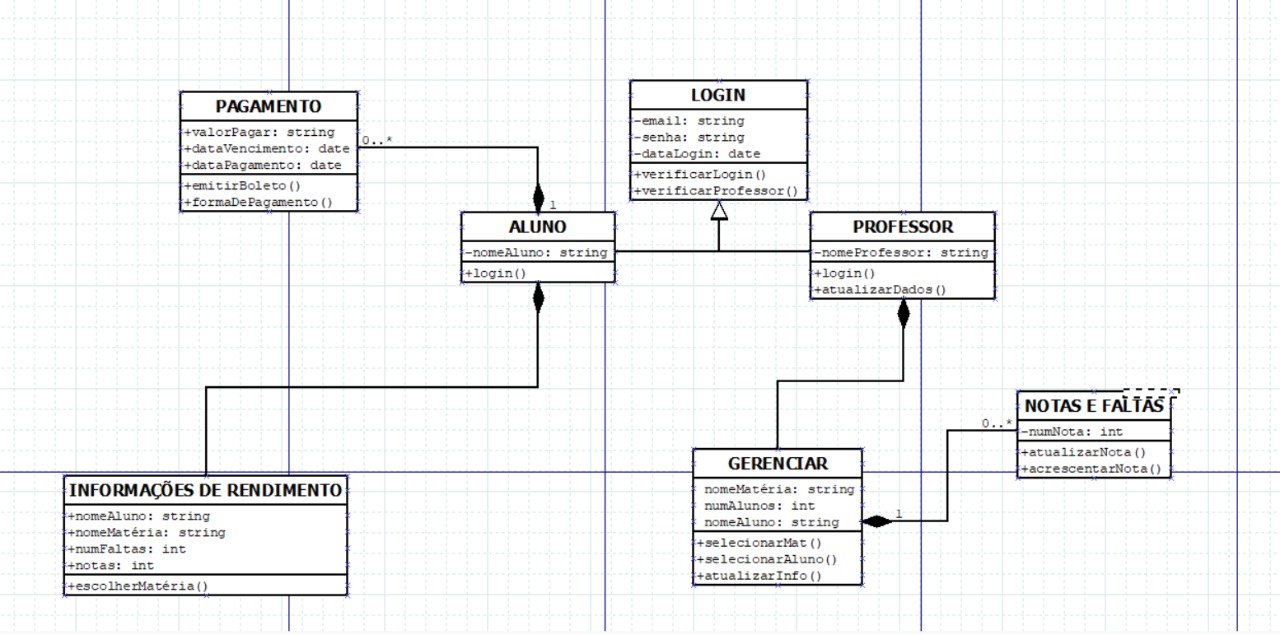 PAGAMENTO
+valorPagar: string
+dataVencimento: date
+dataPagamento: date
+emitirBoleto()
+formaDePagamento()
0..*
1
LOGIN
-email: string
-senha: string
-dataLogin: date
+verificarLogin()
+verificarProfessor()
ALUNO
-nomeAluno: string
+login()
PROFESSOR
-nomeProfessor: string
+login()
+atualizarDados()
INFORMAÇÕES DE RENDIMENTO
+nomeAluno: string
+nomeMatéria: string
+numFaltas: int
+notas: int
+escolherMatéria()
GERENCIAR
nomeMatéria: string
numAlunos: int
nomeAluno: string
+selecionarMat()
+selecionarAluno()
+atualizarInfo()
1
0..*
NOTAS E FALTAS
-numNota: int
+atualizarNota()
+acrescentarNota()